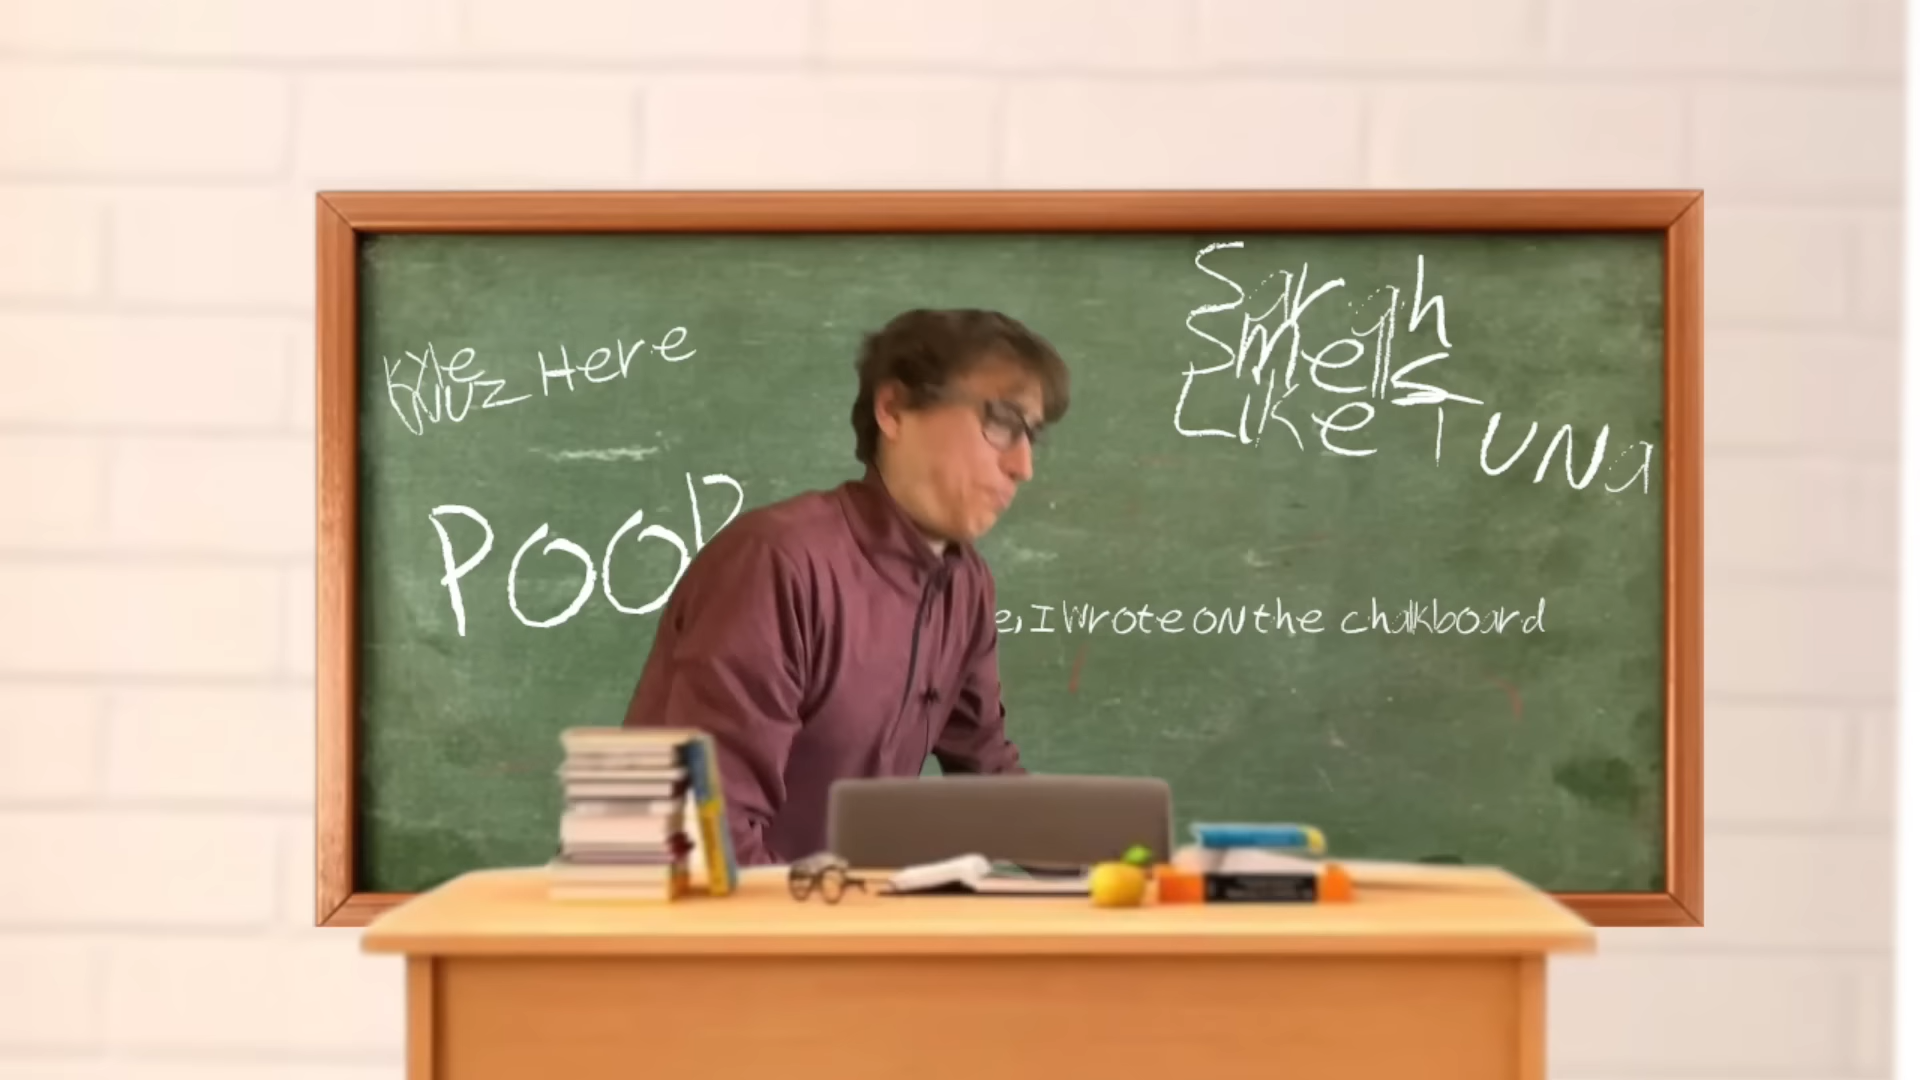 Kyle
Wuz Here
POOP
Sarah
Smells
Like TUNa
e, I Wrote on the chalkboard